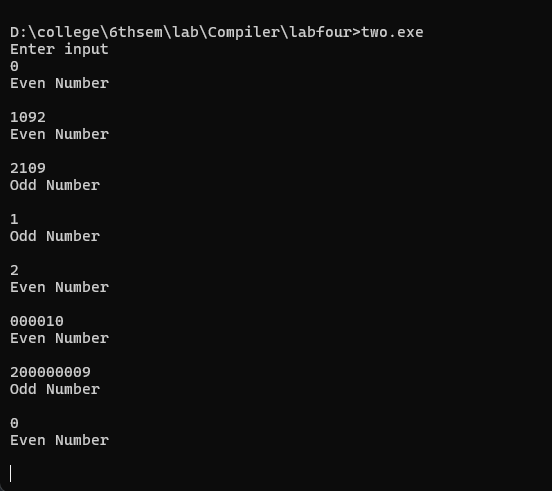 D:\college\6thsem\lab\Compiler\labfour>two.exe
Enter input
0
Even Number
1092
Even Number
2109
Odd Number
1
Odd Number
2
Even Number
000010
Even Number
200000009
Odd Number
0
Even Number